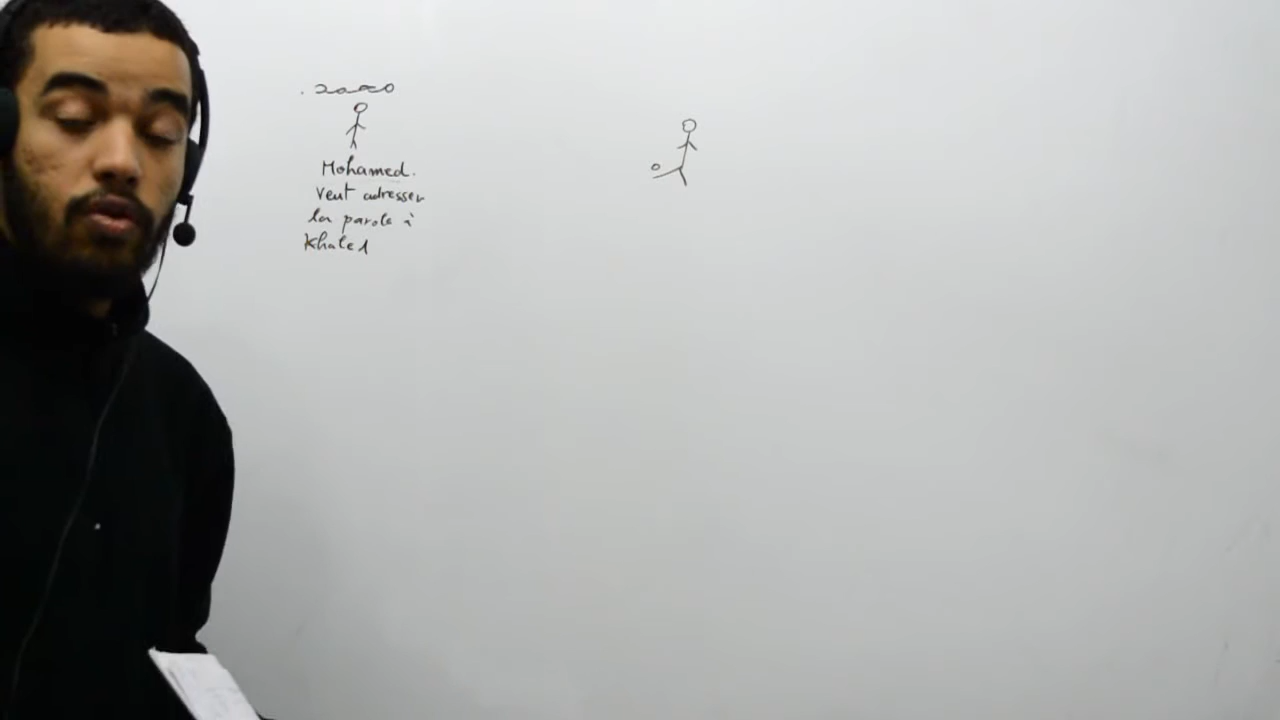 Mohamed.
veut adresser
la parole à
Khaled